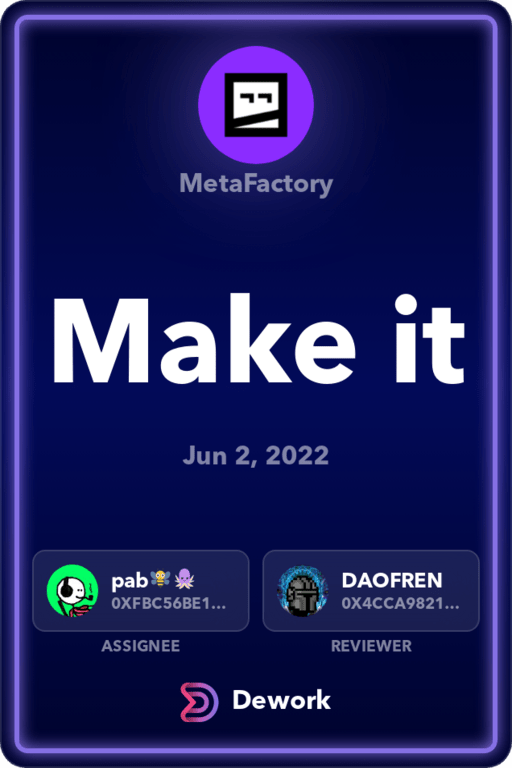 MetaFactory
Make it
Jun 2, 2022
pab🐝🐙
0XFBC56BE1...
ASSIGNEE
DAOFREN
0X4CCA9821...
REVIEWER
Dework